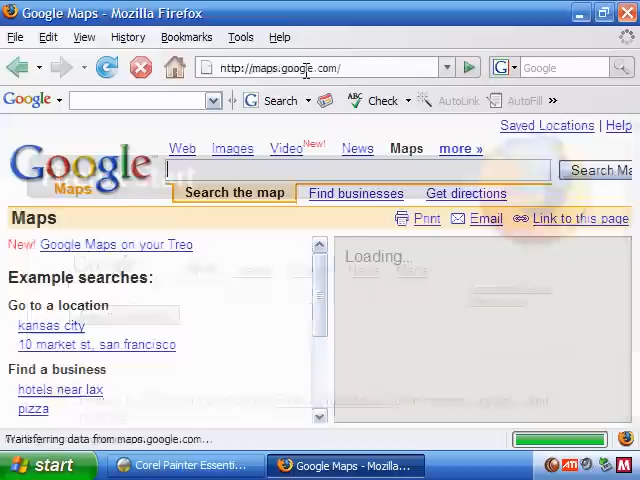 Google Maps - Mozilla Firefox
File Edit View History Bookmarks Tools Help
http://maps.google.com/ G Google
Google G Search ABC Check AutoLink AutoFill »
Saved Locations | Help
Web Images Video New! News Maps more »
Google Maps
Search Ma
Search the map Find businesses Get directions
Maps Print Email Link to this page
New! Google Maps on your Treo
Loading...
Example searches:
Go to a location
kansas city
10 market st, san francisco
Find a business
hotels near lax
pizza
Transferring data from maps.google.com...
start Corel Painter Essenti... Google Maps - Mozilla... ATI M